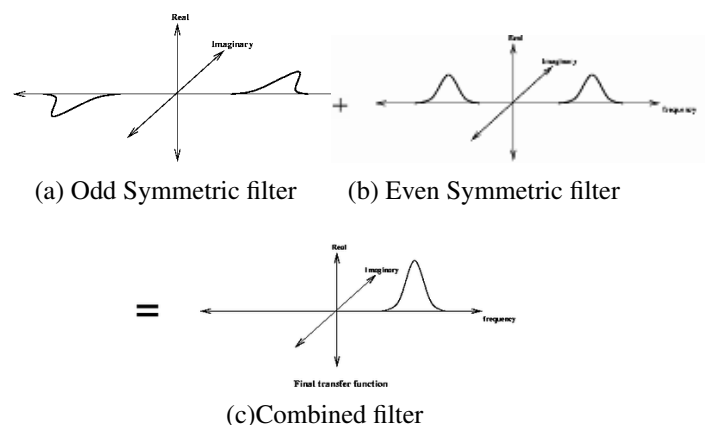 Real
Imaginary
+
(a) Odd Symmetric filter
Real
Imaginary
frequency
(b) Even Symmetric filter
=
Real
Imaginary
frequency
Final transfer function
(c)Combined filter